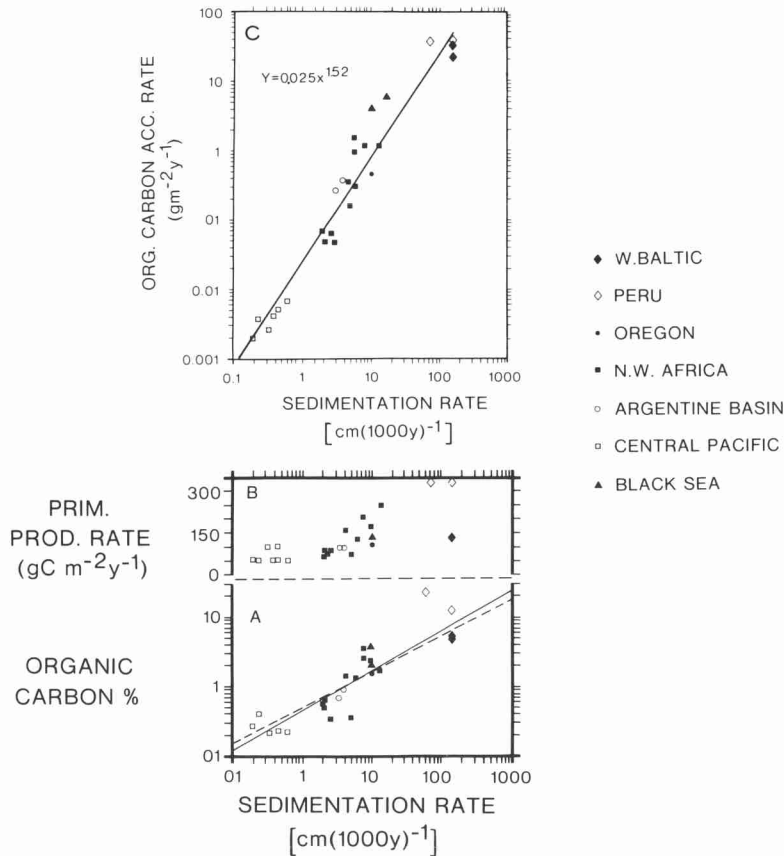 C
Y=0.025x^1.52
ORG. CARBON ACC. RATE
(gm⁻²y⁻¹)
100
10
1
01
0.01
0.001
0.1
1
10
100
1000
SEDIMENTATION RATE
[cm(1000y)⁻¹]
◆ W.BALTIC
◇ PERU
• OREGON
■ N.W. AFRICA
○ ARGENTINE BASIN
□ CENTRAL PACIFIC
▲ BLACK SEA
B
PRIM.
PROD. RATE
(gC m⁻²y⁻¹)
300
150
0
A
ORGANIC
CARBON %
10
1
01
01
1
10
100
1000
SEDIMENTATION RATE
[cm(1000y)⁻¹]